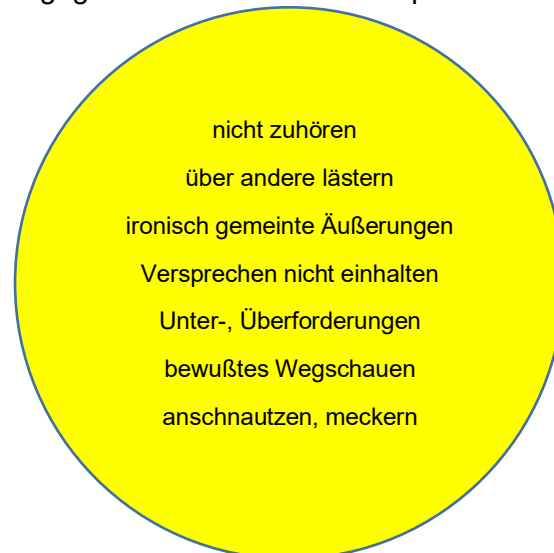 nicht zuhören
über andere lästern
ironisch gemeinte Äußerungen
Versprechen nicht einhalten
Unter-, Überforderungen
bewußtes Wegschauen
anschnautzen, meckern